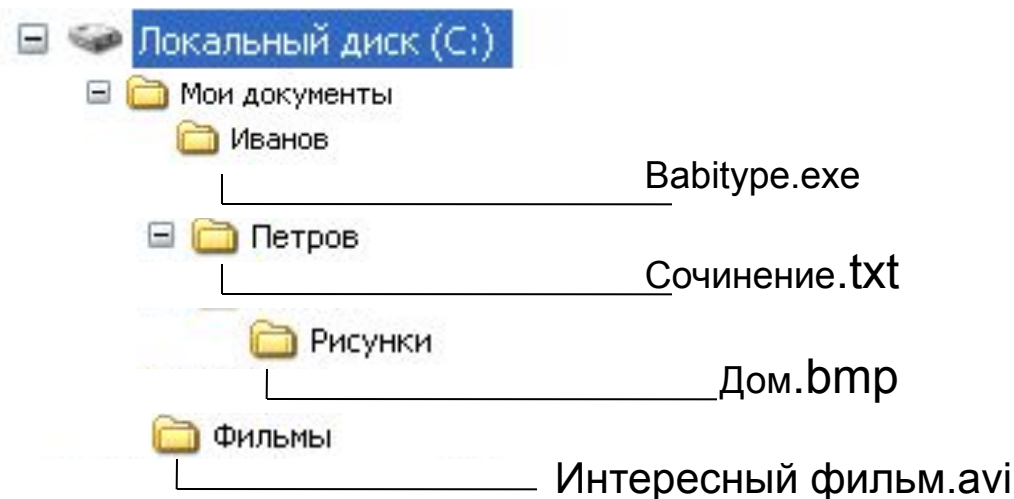 Локальный диск (C:)
Мои документы
Иванов
Babitype.exe
Петров
Сочинение.txt
Рисунки
Дом.bmp
Фильмы
Интересный фильм.avi